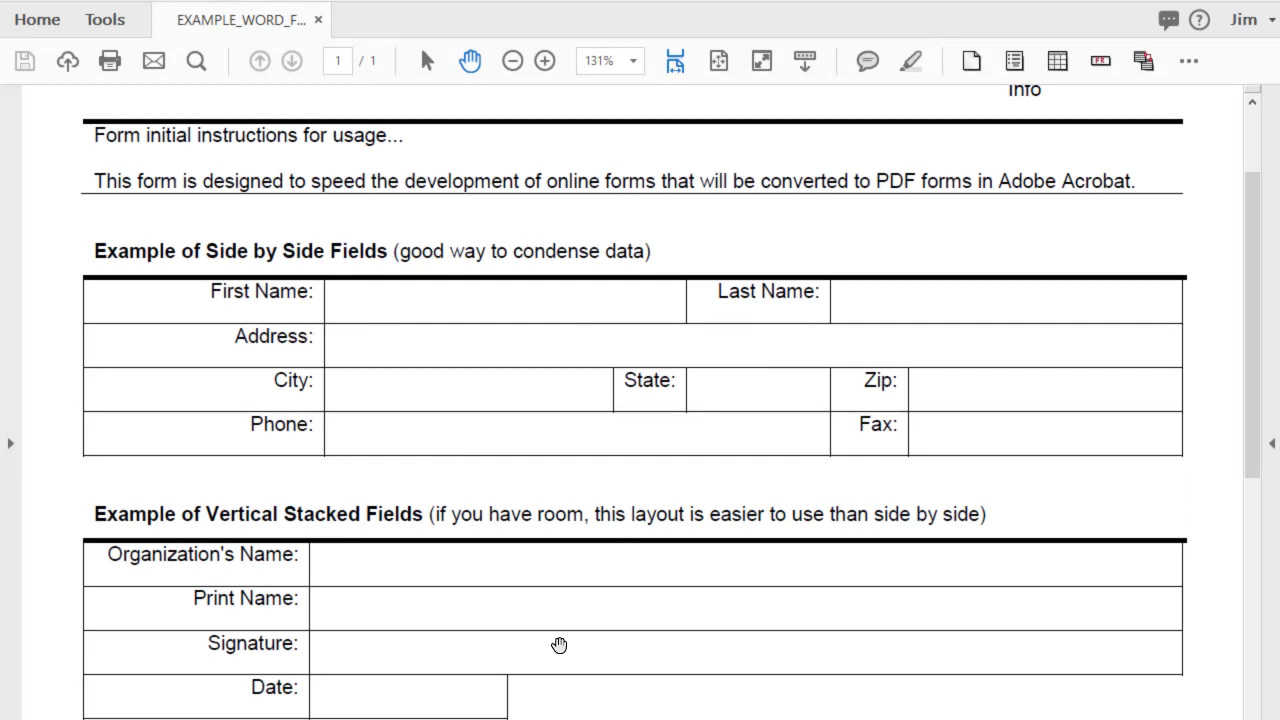 Home Tools EXAMPLE_WORD_F... × ? Jim
1 / 1 131%
Info
Form initial instructions for usage...
This form is designed to speed the development of online forms that will be converted to PDF forms in Adobe Acrobat.
Example of Side by Side Fields (good way to condense data)
First Name: Last Name:
Address:
City: State: Zip:
Phone: Fax:
Example of Vertical Stacked Fields (if you have room, this layout is easier to use than side by side)
Organization's Name:
Print Name:
Signature:
Date: